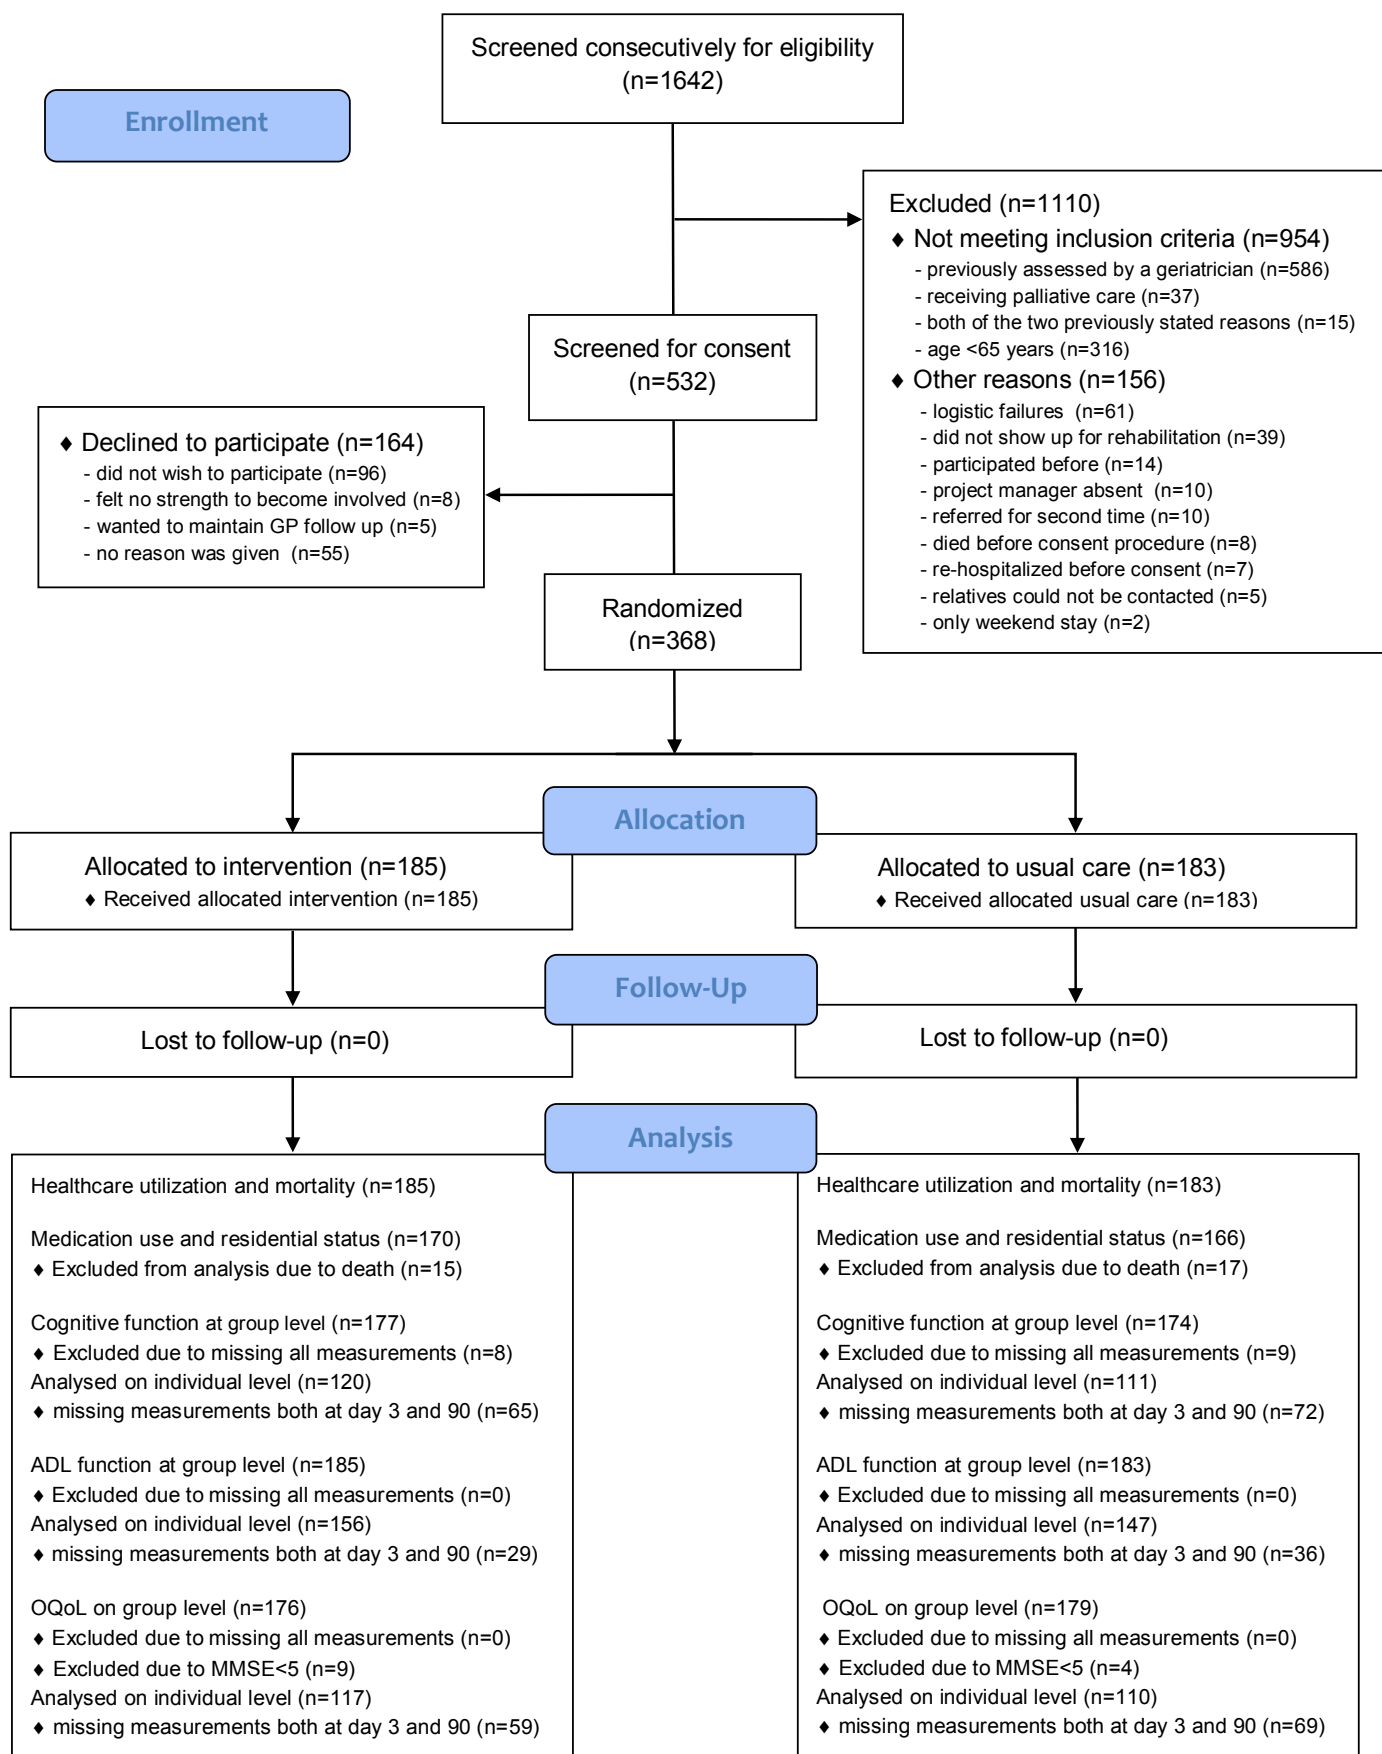 Screened consecutively for eligibility
(n=1642)
Enrollment
Excluded (n=1110)
♦ Not meeting inclusion criteria (n=954)
- previously assessed by a geriatrician (n=586)
- receiving palliative care (n=37)
- both of the two previously stated reasons (n=15)
- age <65 years (n=316)
♦ Other reasons (n=156)
- logistic failures (n=61)
- did not show up for rehabilitation (n=39)
- participated before (n=14)
- project manager absent (n=10)
- referred for second time (n=10)
- died before consent procedure (n=8)
- re-hospitalized before consent (n=7)
- relatives could not be contacted (n=5)
- only weekend stay (n=2)
Screened for consent
(n=532)
♦ Declined to participate (n=164)
- did not wish to participate (n=96)
- felt no strength to become involved (n=8)
- wanted to maintain GP follow up (n=5)
- no reason was given (n=55)
Randomized
(n=368)
Allocation
Allocated to intervention (n=185)
♦ Received allocated intervention (n=185)
Allocated to usual care (n=183)
♦ Received allocated usual care (n=183)
Follow-Up
Lost to follow-up (n=0)
Lost to follow-up (n=0)
Analysis
Healthcare utilization and mortality (n=185)
Medication use and residential status (n=170)
♦ Excluded from analysis due to death (n=15)
Cognitive function at group level (n=177)
♦ Excluded due to missing all measurements (n=8)
Analysed on individual level (n=120)
♦ missing measurements both at day 3 and 90 (n=65)
ADL function at group level (n=185)
♦ Excluded due to missing all measurements (n=0)
Analysed on individual level (n=156)
♦ missing measurements both at day 3 and 90 (n=29)
OQoL on group level (n=176)
♦ Excluded due to missing all measurements (n=0)
♦ Excluded due to MMSE<5 (n=9)
Analysed on individual level (n=117)
♦ missing measurements both at day 3 and 90 (n=59)
Healthcare utilization and mortality (n=183)
Medication use and residential status (n=166)
♦ Excluded from analysis due to death (n=17)
Cognitive function at group level (n=174)
♦ Excluded due to missing all measurements (n=9)
Analysed on individual level (n=111)
♦ missing measurements both at day 3 and 90 (n=72)
ADL function at group level (n=183)
♦ Excluded due to missing all measurements (n=0)
Analysed on individual level (n=147)
♦ missing measurements both at day 3 and 90 (n=36)
OQoL on group level (n=179)
♦ Excluded due to missing all measurements (n=0)
♦ Excluded due to MMSE<5 (n=4)
Analysed on individual level (n=110)
♦ missing measurements both at day 3 and 90 (n=69)